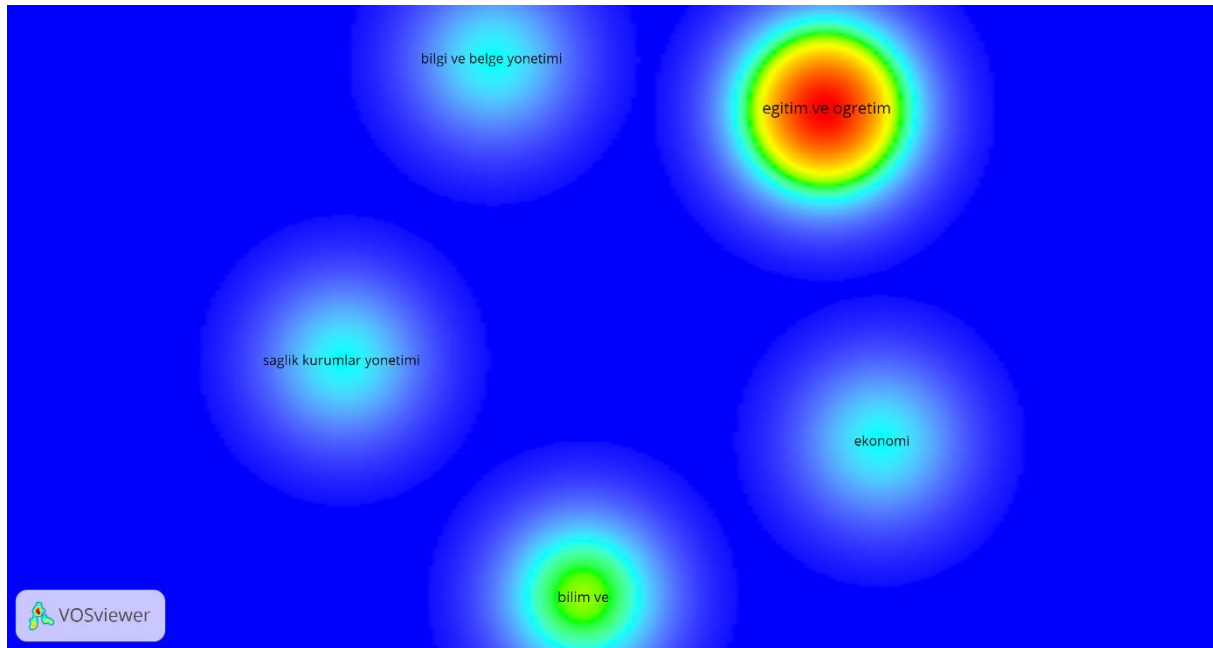 bilgi ve belge yonetimi
egitim ve ogretim
saglik kurumlar yonetimi
ekonomi
bilim ve
VOSviewer